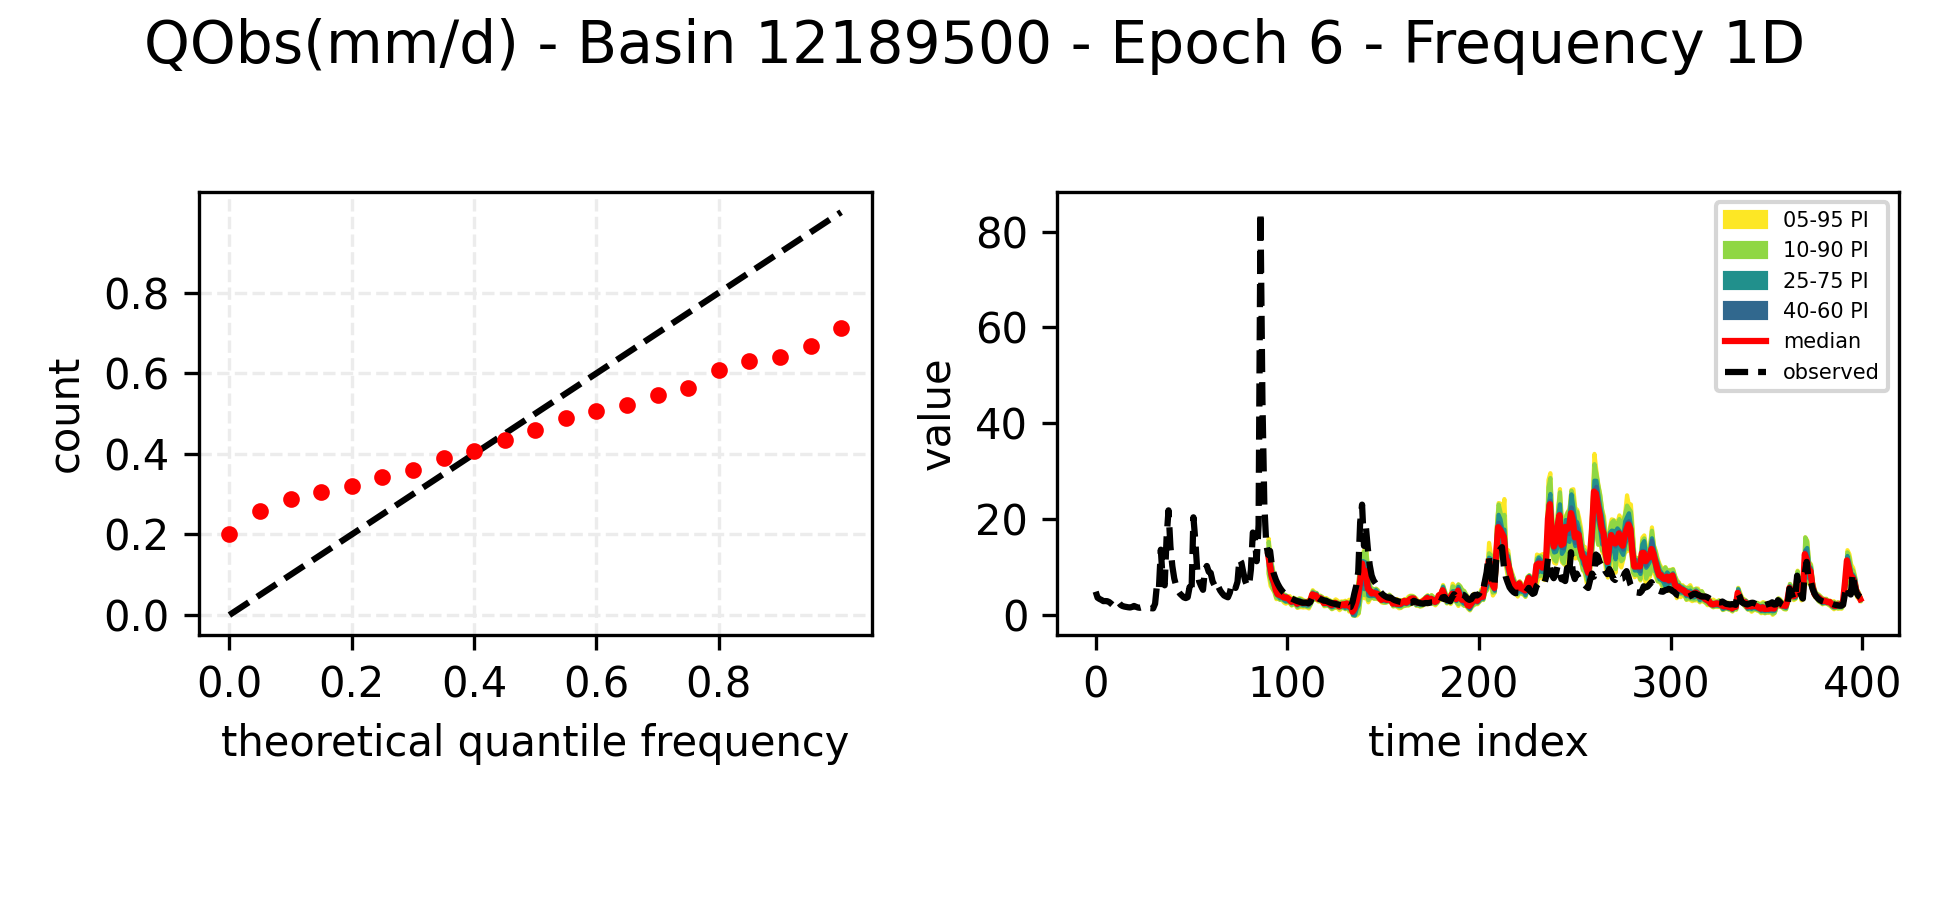 QObs(mm/d) - Basin 12189500 - Epoch 6 - Frequency 1D
count
0.8
0.6
0.4
0.2
0.0
0.0 0.2 0.4 0.6 0.8
theoretical quantile frequency
value
80
60
40
20
0
0 100 200 300 400
time index
05-95 PI
10-90 PI
25-75 PI
40-60 PI
median
observed